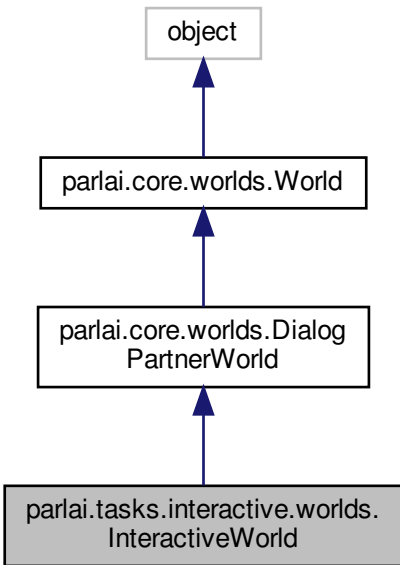 object
parlai.core.worlds.World
parlai.core.worlds.Dialog
PartnerWorld
parlai.tasks.interactive.worlds.
InteractiveWorld